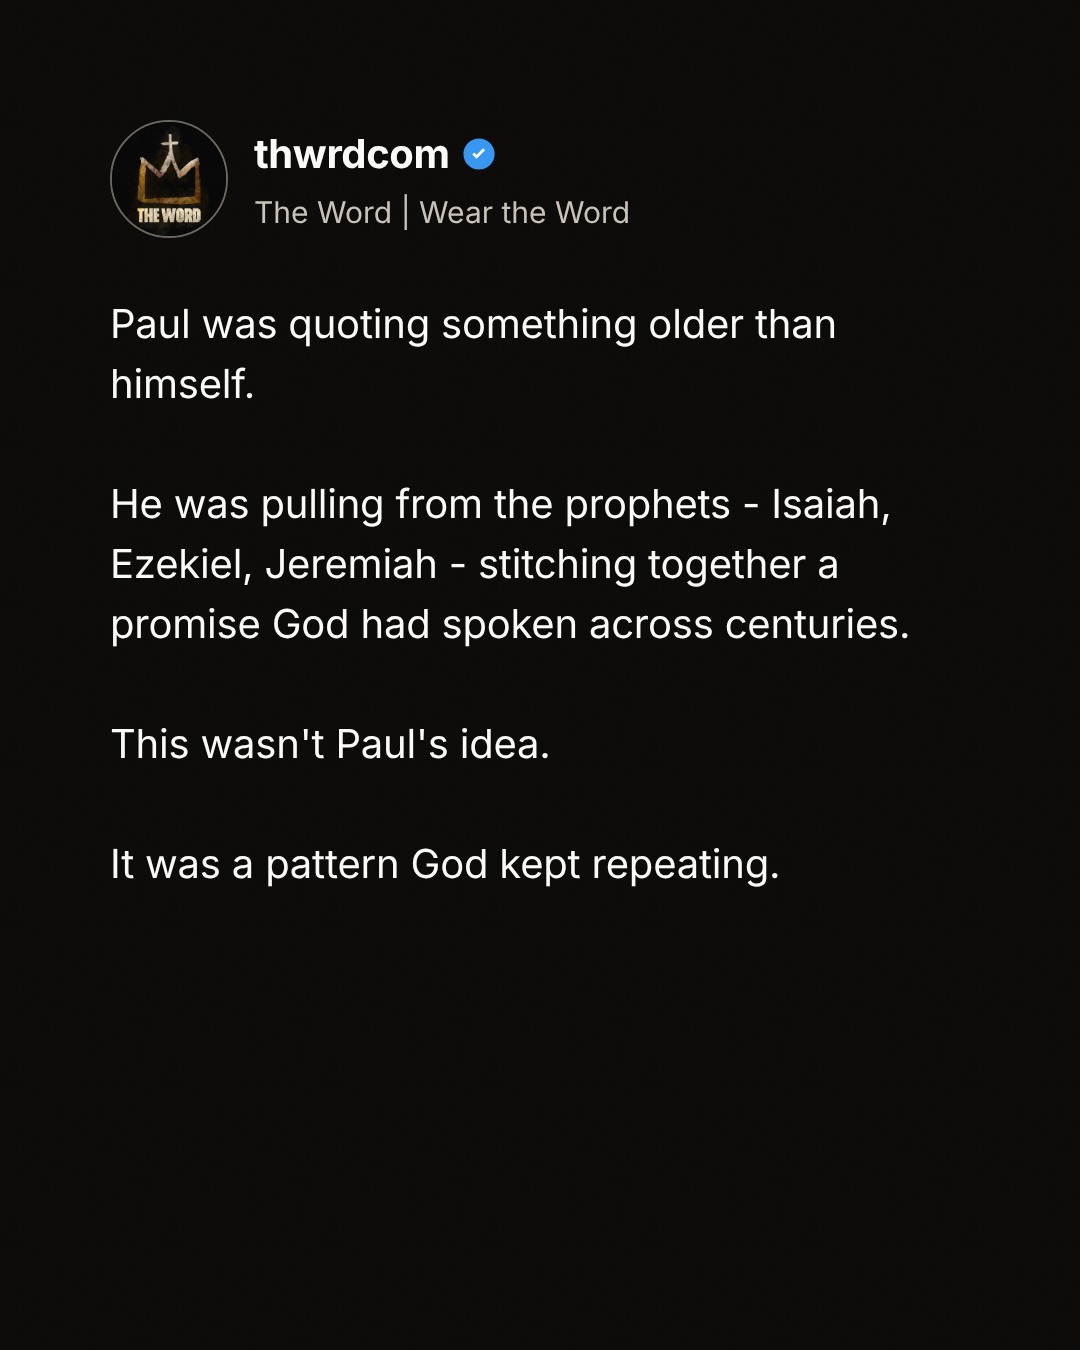 THE WORD
thwrdcom
The Word | Wear the Word
Paul was quoting something older than
himself.
He was pulling from the prophets - Isaiah,
Ezekiel, Jeremiah - stitching together a
promise God had spoken across centuries.
This wasn't Paul's idea.
It was a pattern God kept repeating.